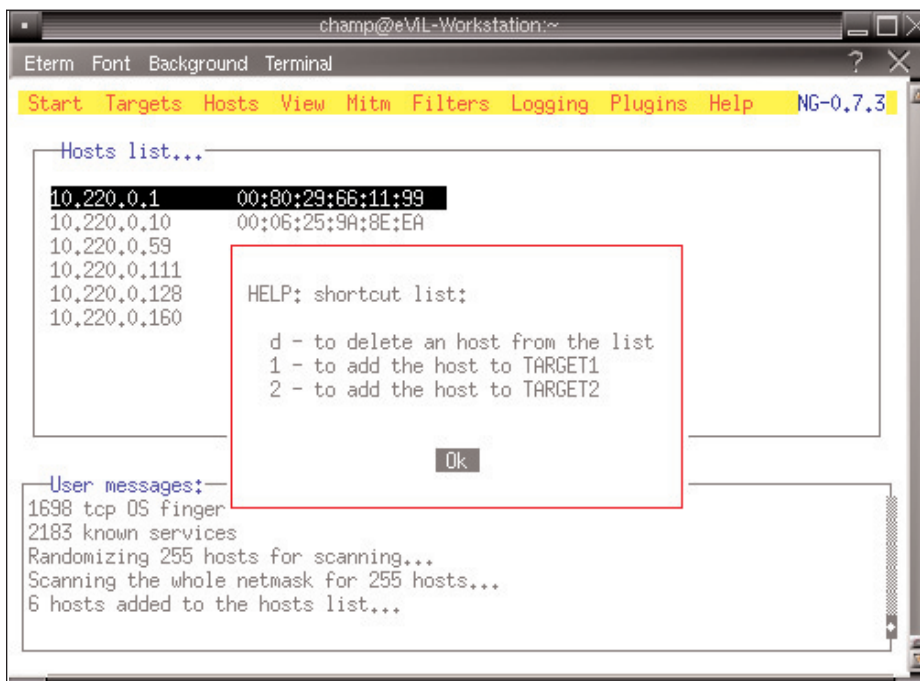 champ@eViL-Workstation:~
Eterm Font Background Terminal ? X
Start Targets Hosts View Mitm Filters Logging Plugins Help NG-0.7.3
Hosts list...
10.220.0.1 00:80:29:66:11:99
10.220.0.10 00:06:25:9A:8E:EA
10.220.0.59
10.220.0.111
10.220.0.128
10.220.0.160
HELP: shortcut list:
d - to delete an host from the list
1 - to add the host to TARGET1
2 - to add the host to TARGET2
Ok
User messages:
1698 tcp OS finger
2183 known services
Randomizing 255 hosts for scanning...
Scanning the whole netmask for 255 hosts...
6 hosts added to the hosts list...